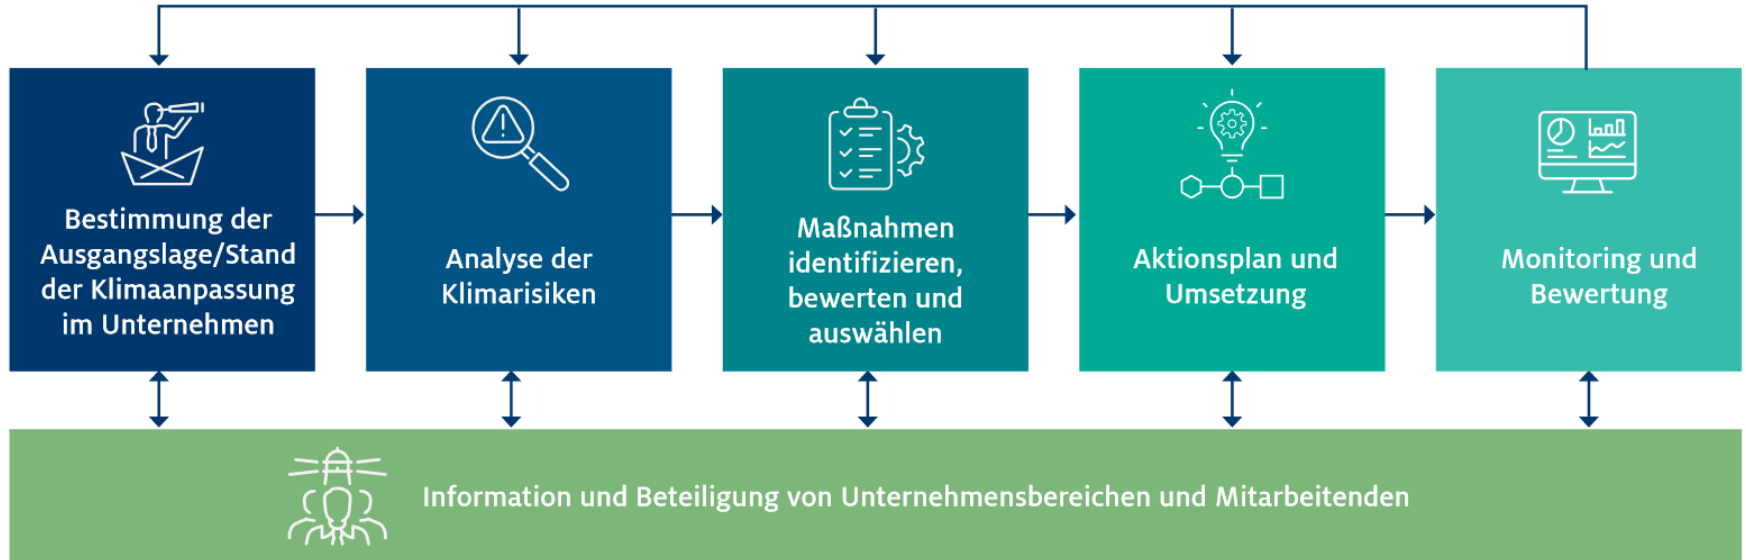 Bestimmung der
Ausgangslage/Stand
der Klimaanpassung
im Unternehmen
Analyse der
Klimarisiken
Maßnahmen
identifizieren,
bewerten und
auswählen
Aktionsplan und
Umsetzung
Monitoring und
Bewertung
Information und Beteiligung von Unternehmensbereichen und Mitarbeitenden